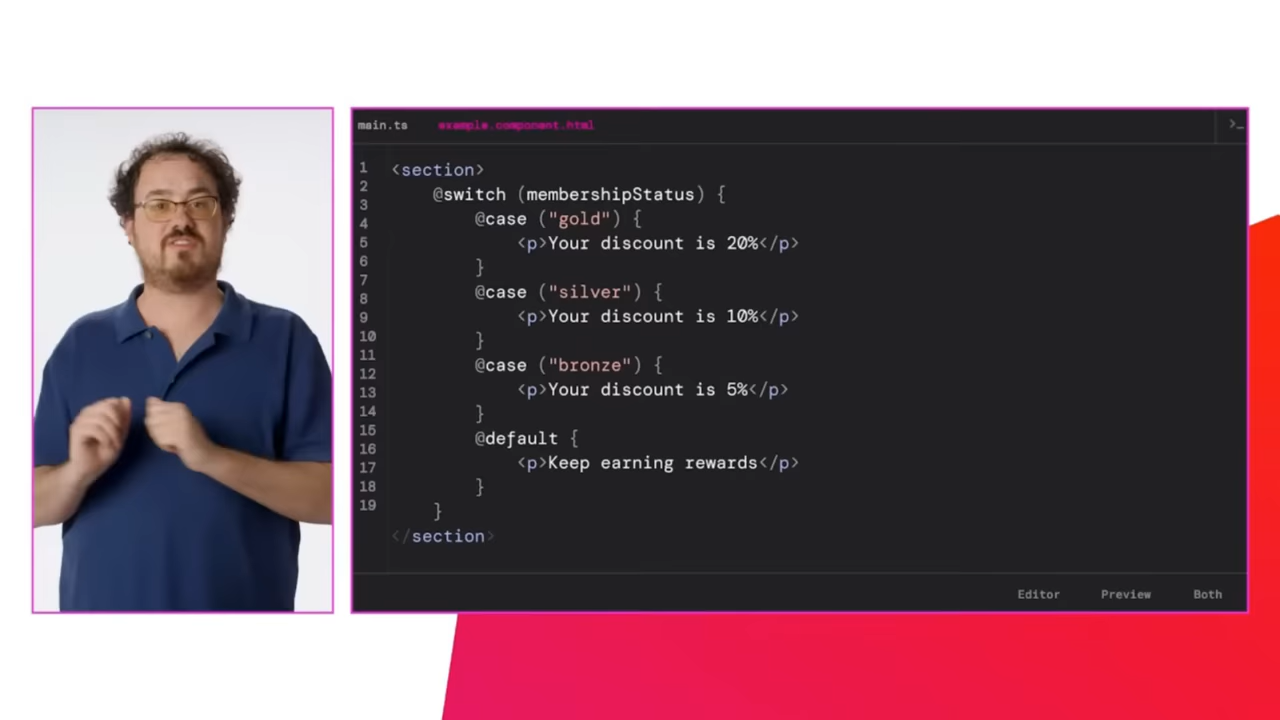 main.ts
example.component.html
>_
1
2
3
4
5
6
7
8
9
10
11
12
13
14
15
16
17
18
19
<section>
@switch (membershipStatus) {
@case ("gold") {
<p>Your discount is 20%</p>
}
@case ("silver") {
<p>Your discount is 10%</p>
}
@case ("bronze") {
<p>Your discount is 5%</p>
}
@default {
<p>Keep earning rewards</p>
}
}
</section>
Editor
Preview
Both